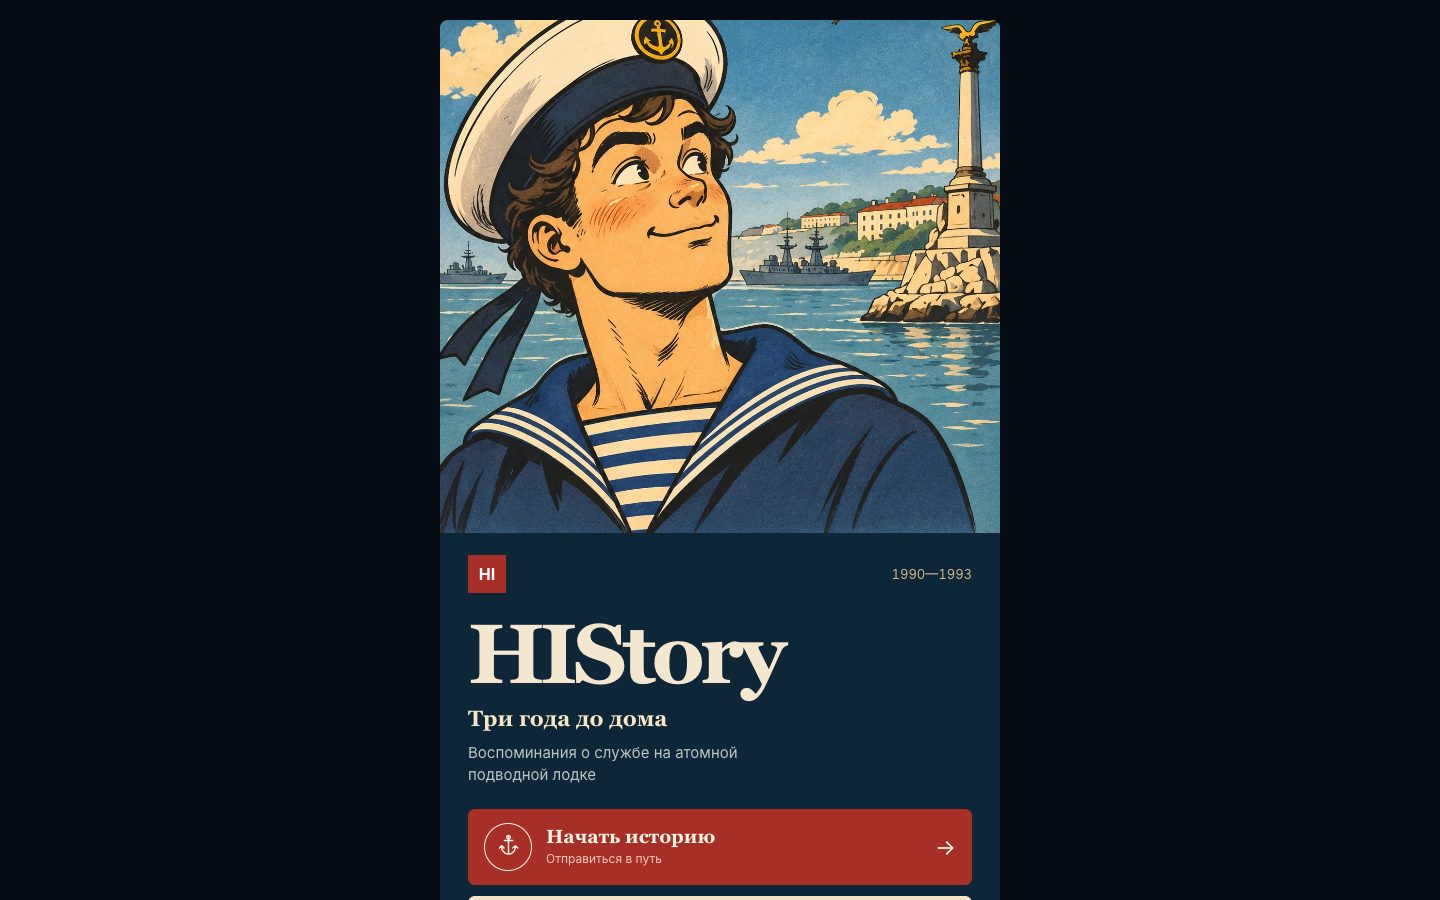 HI
1990—1993
HIStory
Три года до дома
Воспоминания о службе на атомной
подводной лодке
Начать историю
Отправиться в путь